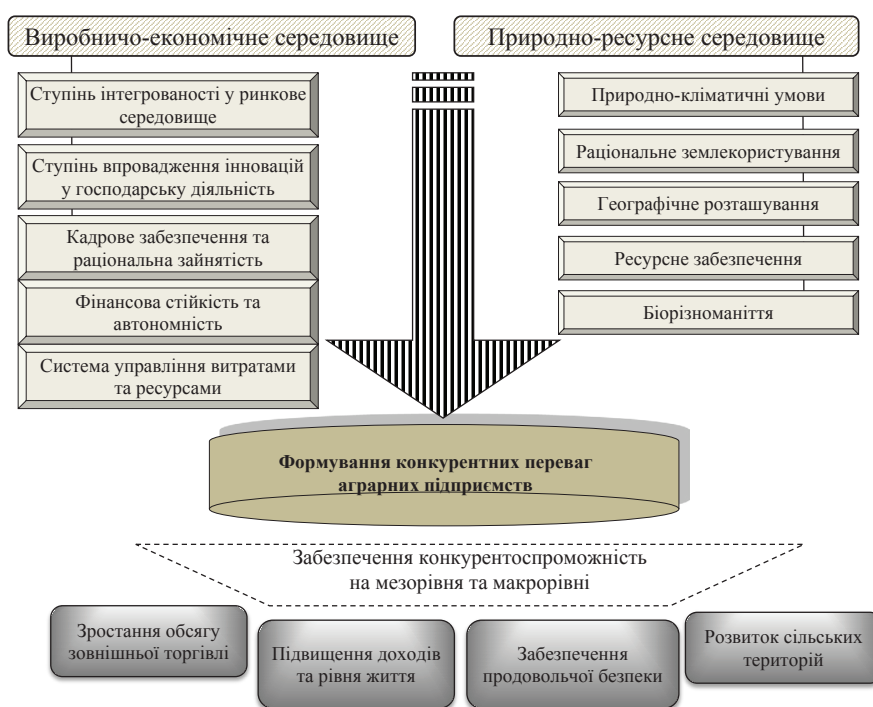 Виробничо-економічне середовище
Ступінь інтегрованості у ринкове
середовище
Ступінь впровадження інновацій
у господарську діяльність
Кадрове забезпечення та
раціональна зайнятість
Фінансова стійкість та
автономність
Система управління витратами
та ресурсами
Природно-ресурсне середовище
Природно-кліматичні умови
Раціональне землекористування
Географічне розташування
Ресурсне забезпечення
Біорізноманіття
Формування конкурентних переваг
аграрних підприємств
Забезпечення конкурентоспроможність
на мезорівня та макрорівні
Зростання обсягу
зовнішньої торгівлі
Підвищення доходів
та рівня життя
Забезпечення
продовольчої безпеки
Розвиток сільських
територій